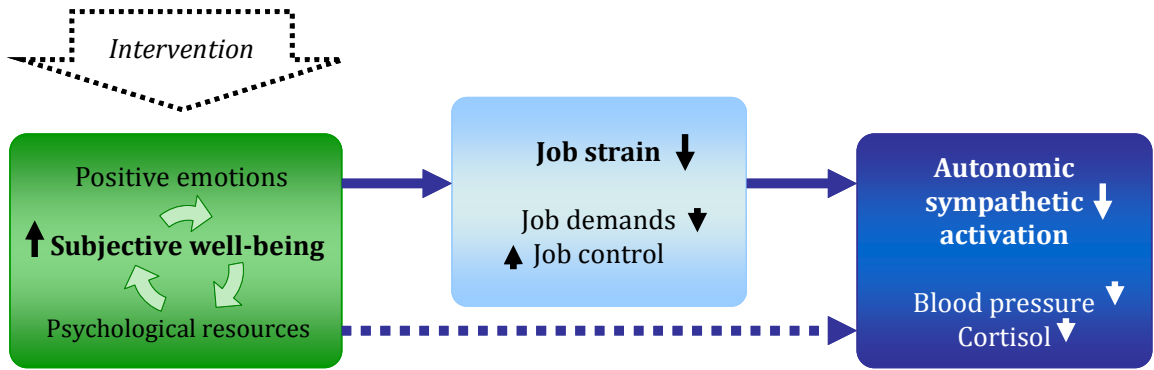 Intervention
Positive emotions
Subjective well-being
Psychological resources
Job strain
Job demands
Job control
Autonomic
sympathetic
activation
Blood pressure
Cortisol